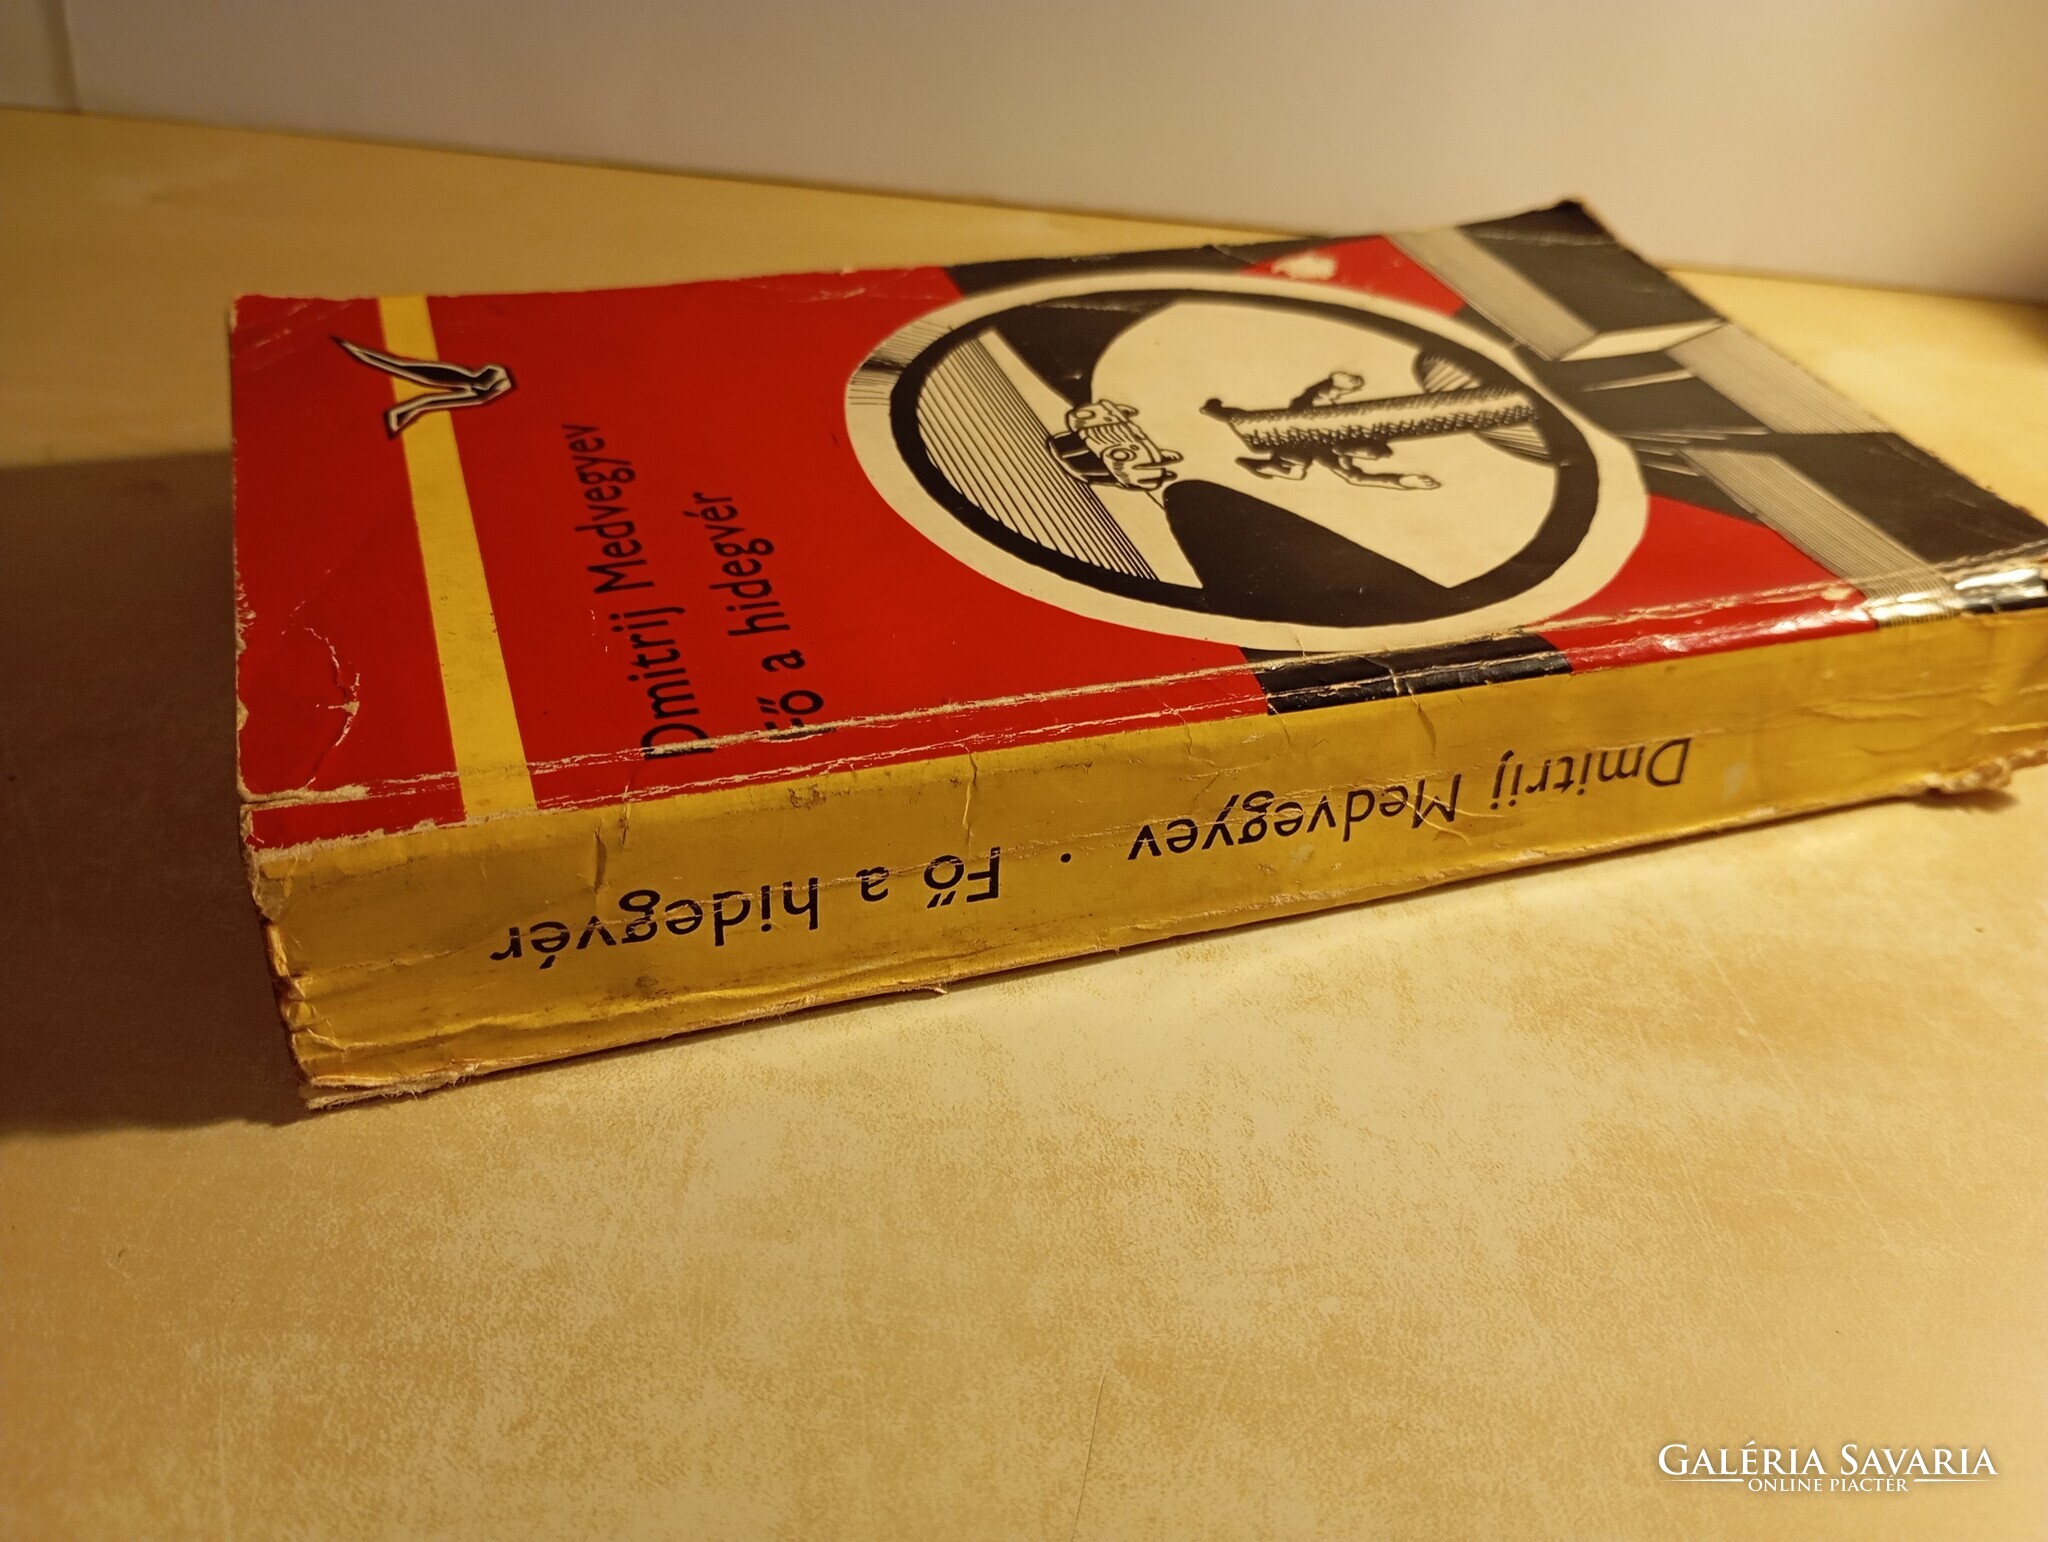 Dmitrij Medvegyev
Fő a hidegvér
Dmitrij Medvegyev · Fő a hidegvér
GALÉRIA SAVARIA
ONLINE PIACTÉR